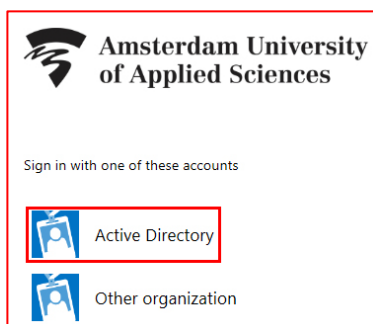 Amsterdam University
of Applied Sciences
Sign in with one of these accounts
Active Directory
Other organization